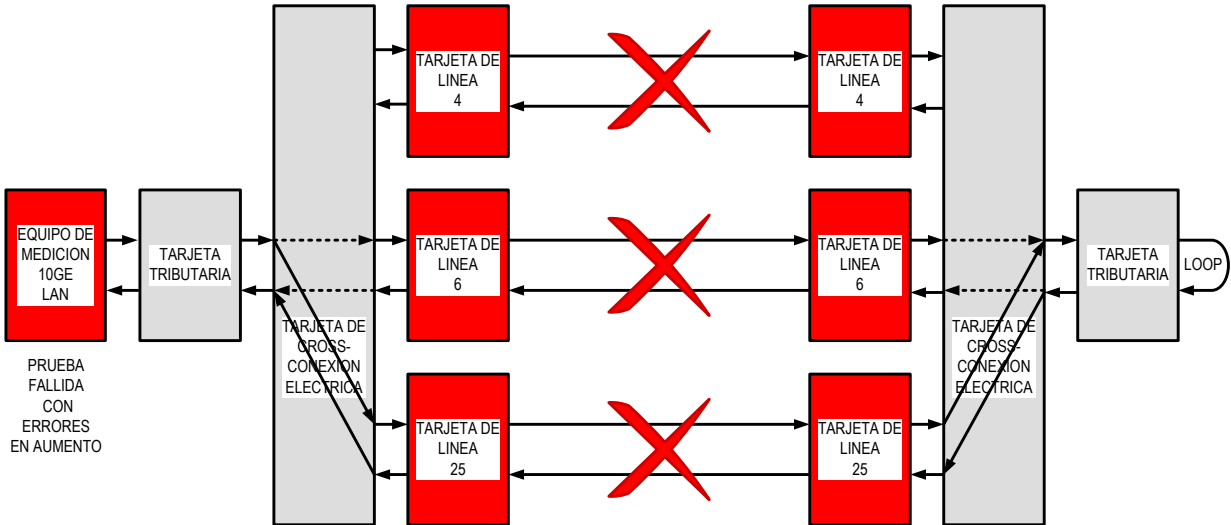 TARJETA DE
LINEA
4
TARJETA DE
LINEA
4
EQUIPO DE
MEDICION
10GE
LAN
TARJETA
TRIBUTARIA
TARJETA DE
LINEA
6
TARJETA DE
LINEA
6
TARJETA
TRIBUTARIA
LOOP
TARJETA DE
CROSS-
CONEXION
ELECTRICA
TARJETA DE
CROSS-
CONEXION
ELECTRICA
PRUEBA
FALLIDA
CON
ERRORES
EN AUMENTO
TARJETA DE
LINEA
25
TARJETA DE
LINEA
25